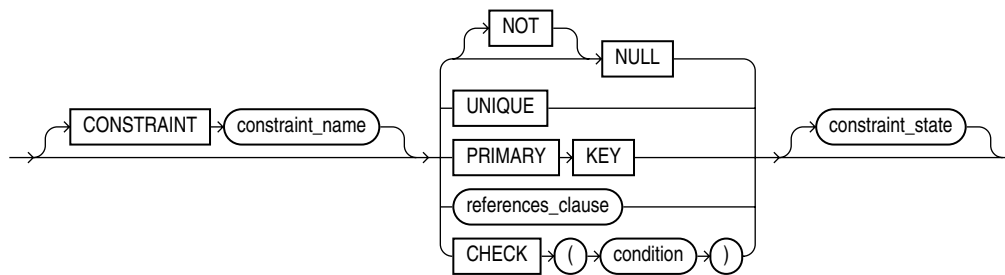 NOT
NULL
UNIQUE
CONSTRAINT constraint_name constraint_state
PRIMARY KEY
references_clause
CHECK ( condition )